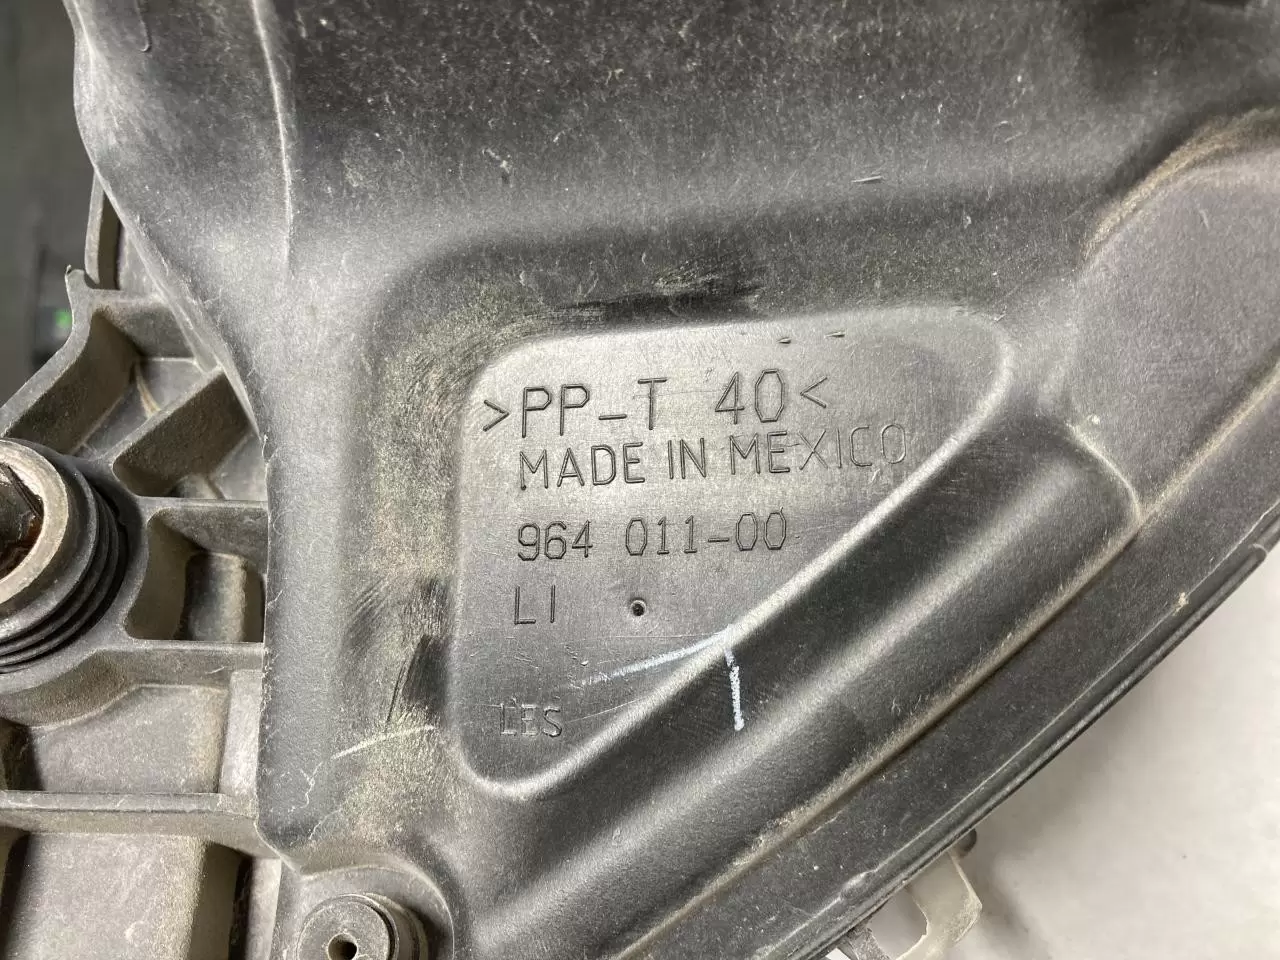 >PP-T 40<
MADE IN MEXICO
964 011-00
LI
LES